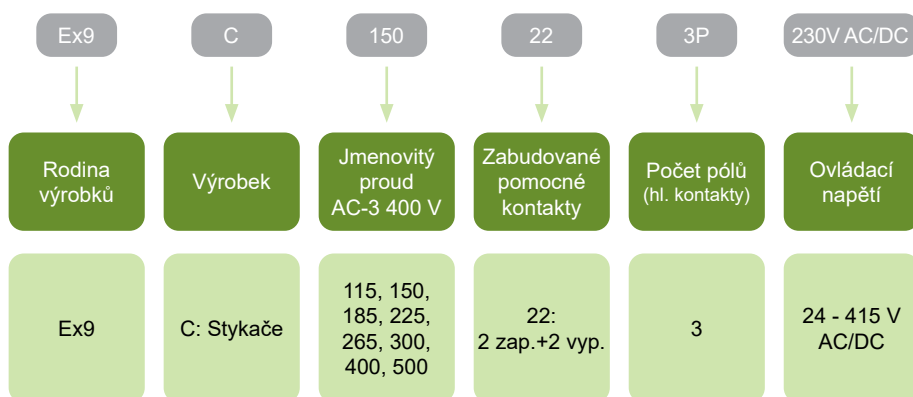 Ex9
C
150
22
3P
230V AC/DC
Rodina
výrobků
Výrobek
Jmenovitý
proud
AC-3 400 V
Zabudované
pomocné
kontakty
Počet pólů
(hl. kontakty)
Ovládací
napětí
Ex9
C: Stykače
115, 150,
185, 225,
265, 300,
400, 500
22:
2 zap.+2 vyp.
3
24 - 415 V
AC/DC